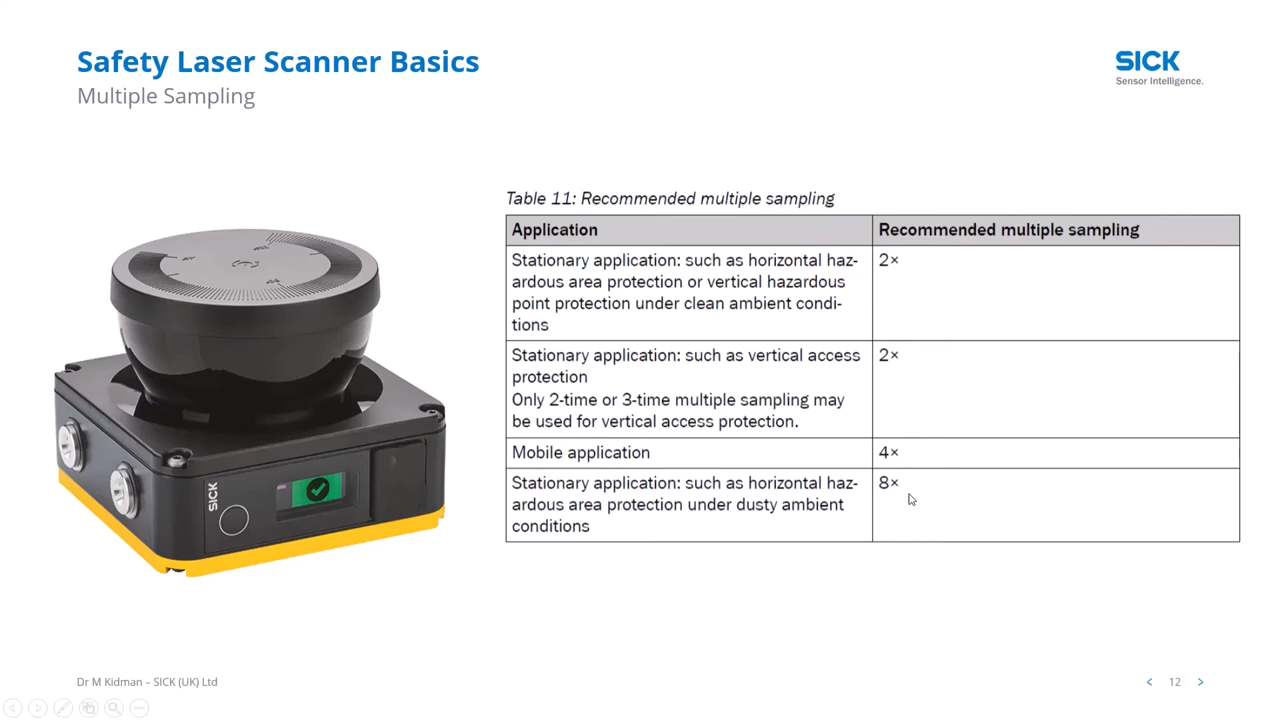 Safety Laser Scanner Basics
Multiple Sampling
SICK
Sensor Intelligence.
Table 11: Recommended multiple sampling
Application
Recommended multiple sampling
Stationary application: such as horizontal haz-
ardous area protection or vertical hazardous
point protection under clean ambient condi-
tions
2×
Stationary application: such as vertical access
protection
Only 2-time or 3-time multiple sampling may
be used for vertical access protection.
2×
Mobile application
4×
Stationary application: such as horizontal haz-
ardous area protection under dusty ambient
conditions
8×
SICK
Dr M Kidman – SICK (UK) Ltd
< 12 >